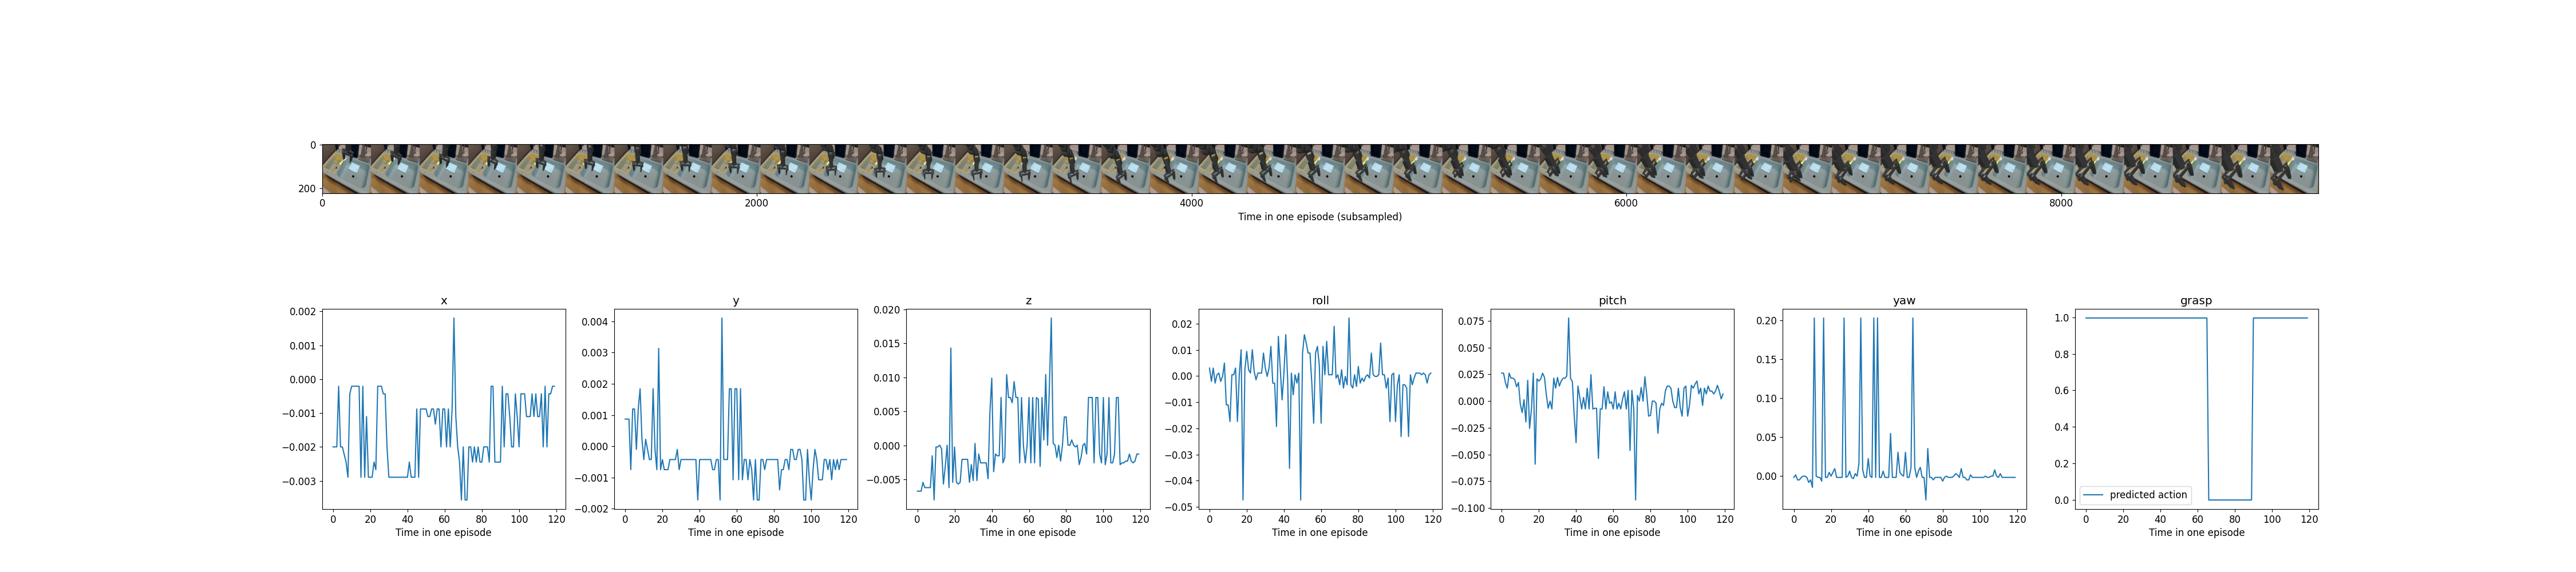 0
200
0 2000 4000 6000 8000
Time in one episode (subsampled)
x
0.002
0.001
0.000
−0.001
−0.002
−0.003
0 20 40 60 80 100 120
Time in one episode
y
0.004
0.003
0.002
0.001
0.000
−0.001
−0.002
0 20 40 60 80 100 120
Time in one episode
z
0.020
0.015
0.010
0.005
0.000
−0.005
0 20 40 60 80 100 120
Time in one episode
roll
0.02
0.01
0.00
−0.01
−0.02
−0.03
−0.04
−0.05
0 20 40 60 80 100 120
Time in one episode
pitch
0.075
0.050
0.025
0.000
−0.025
−0.050
−0.075
−0.100
0 20 40 60 80 100 120
Time in one episode
yaw
0.20
0.15
0.10
0.05
0.00
0 20 40 60 80 100 120
Time in one episode
grasp
1.0
0.8
0.6
0.4
0.2
0.0
predicted action
0 20 40 60 80 100 120
Time in one episode